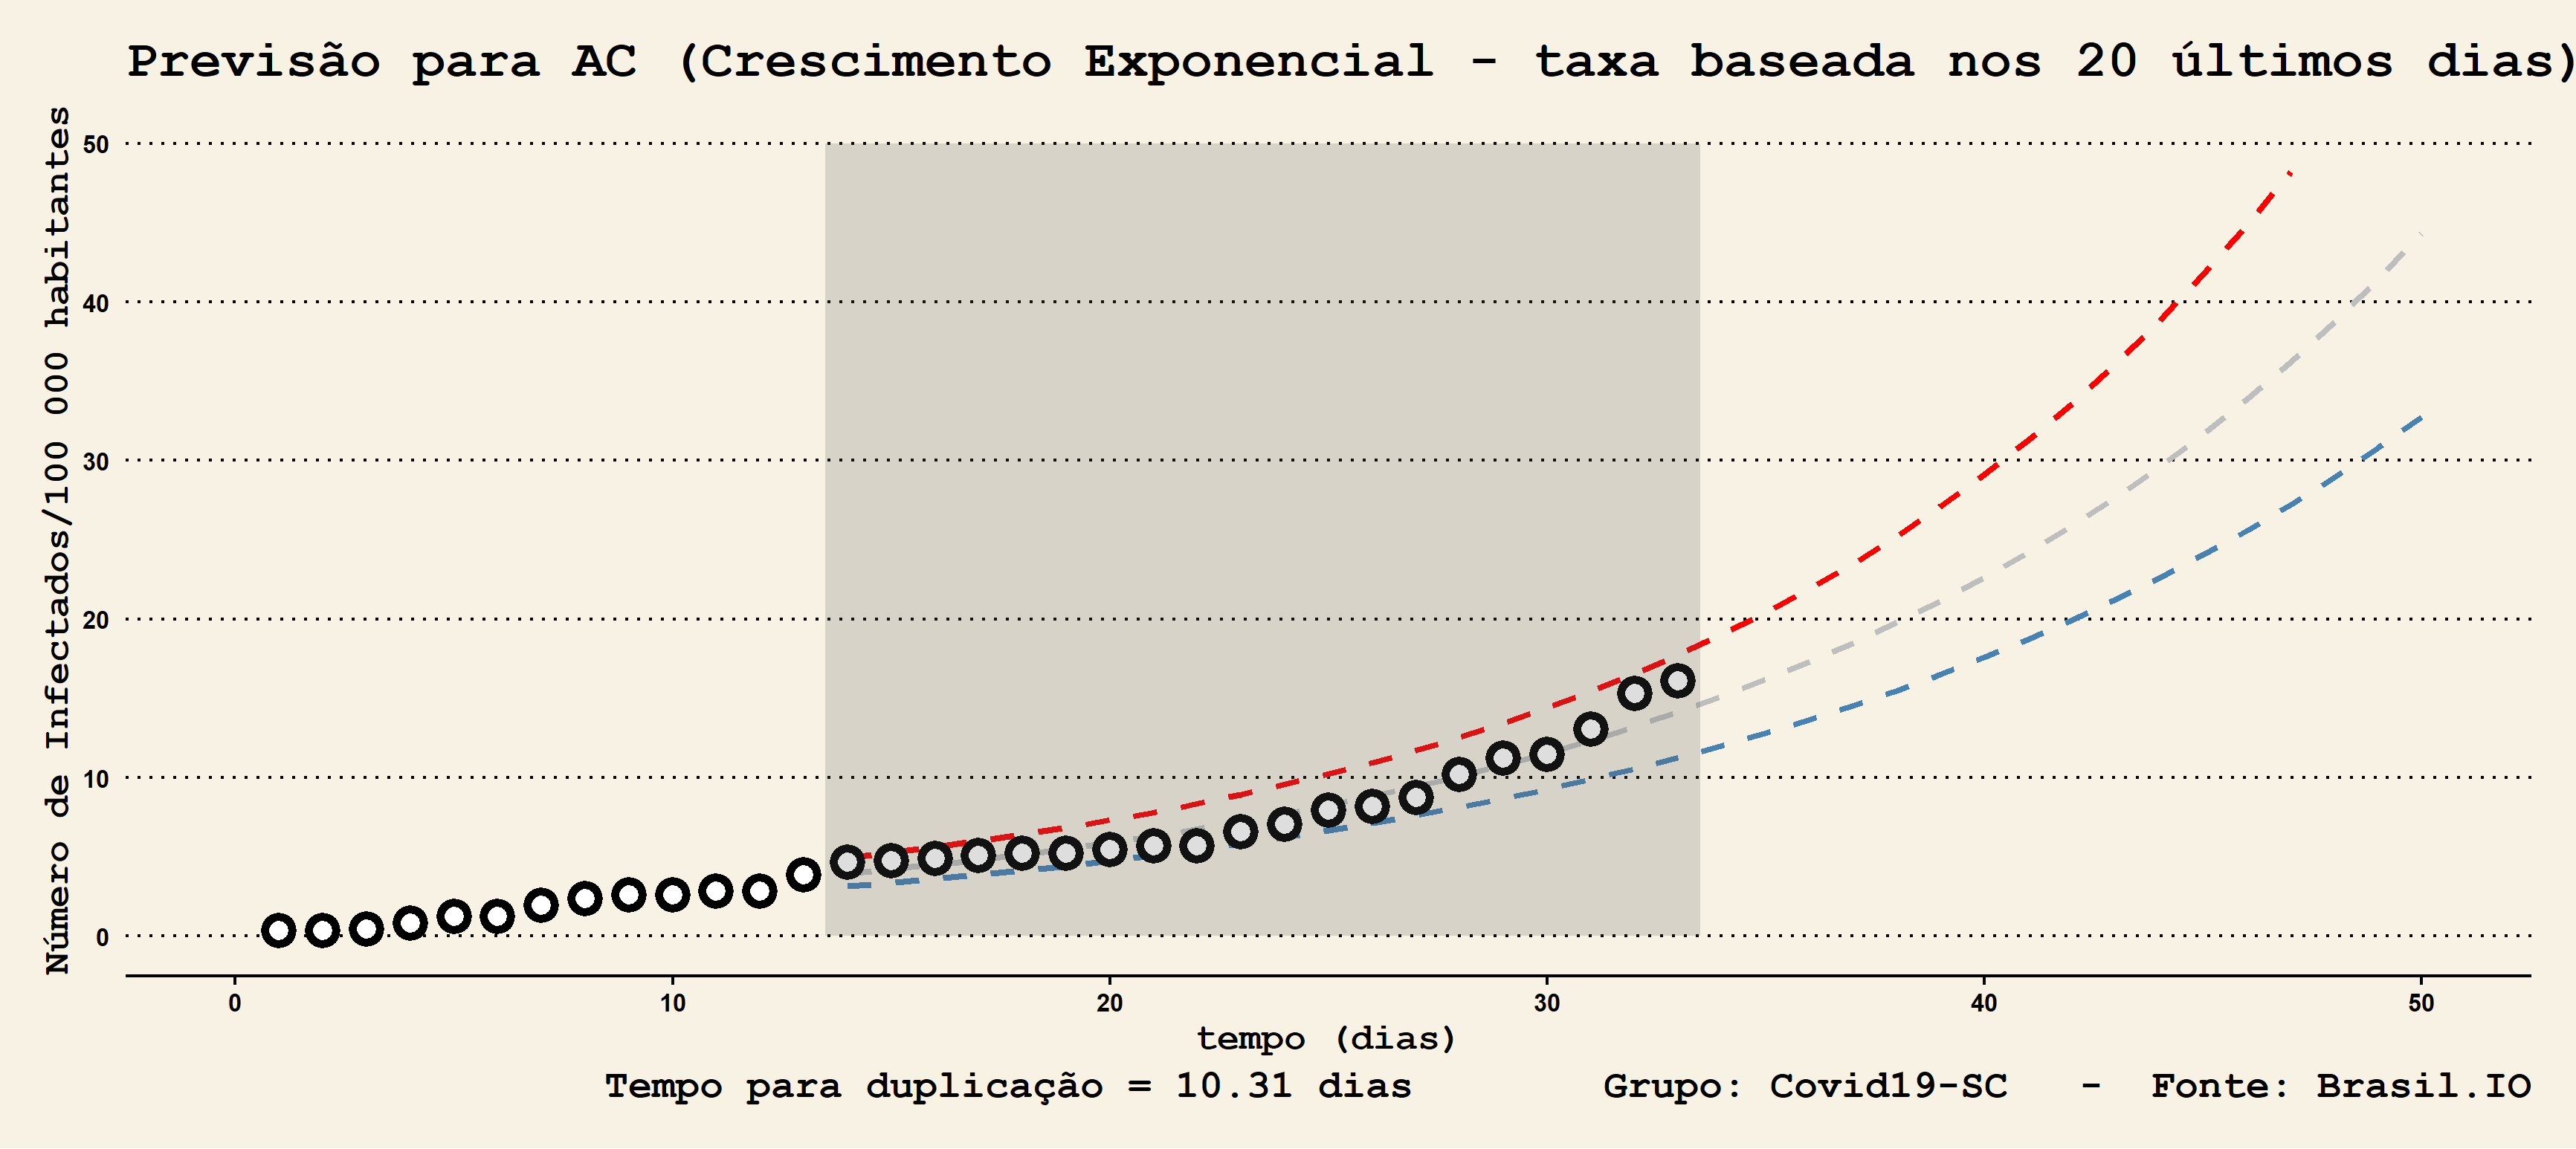 Previsão para AC (Crescimento Exponencial - taxa baseada nos 20 últimos dias)
Número de Infectados/100 000 habitantes
50
40
30
20
10
0
0 10 20 30 40 50
tempo (dias)
Tempo para duplicação = 10.31 dias Grupo: Covid19-SC - Fonte: Brasil.IO